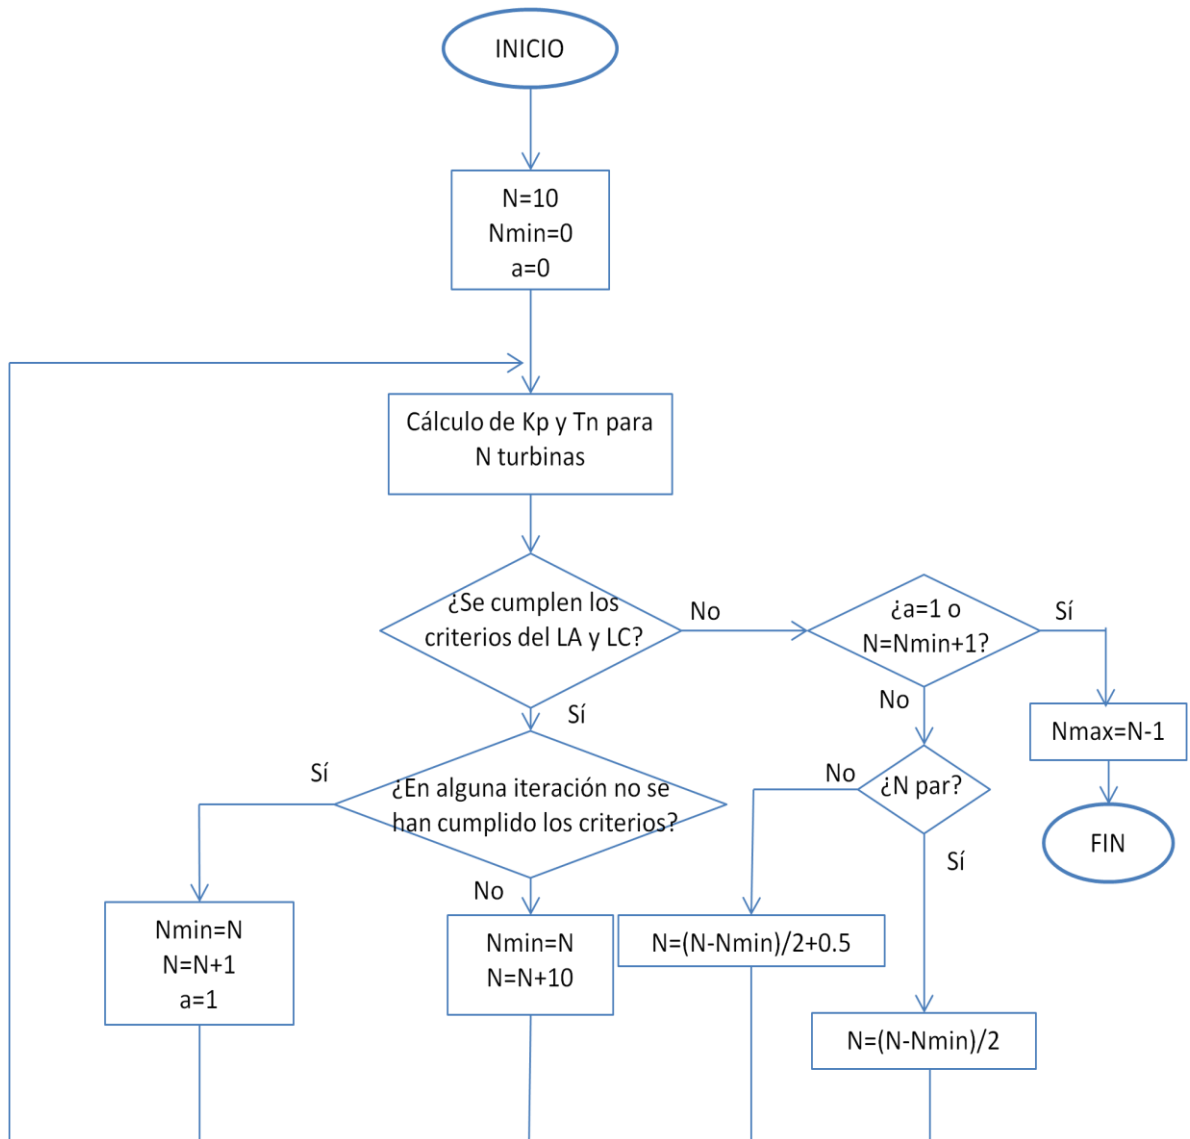 INICIO
N=10
Nmin=0
a=0
Cálculo de Kp y Tn para
N turbinas
¿Se cumplen los
criterios del LA y LC?
No
¿a=1 o
N=Nmin+1?
Sí
No
Sí
Nmax=N-1
FIN
¿N par?
No
Sí
¿En alguna iteración no se
han cumplido los criterios?
Sí
No
Nmin=N
N=N+1
a=1
Nmin=N
N=N+10
N=(N-Nmin)/2+0.5
N=(N-Nmin)/2